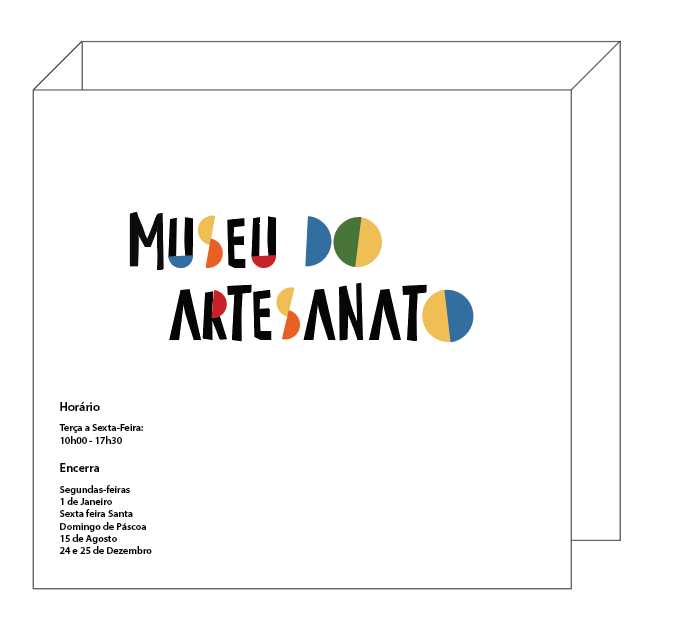 MUSEU DO
ARTESANATO
Horário
Terça a Sexta-Feira:
10h00 - 17h30
Encerra
Segundas-feiras
1 de Janeiro
Sexta feira Santa
Domingo de Páscoa
15 de Agosto
24 e 25 de Dezembro